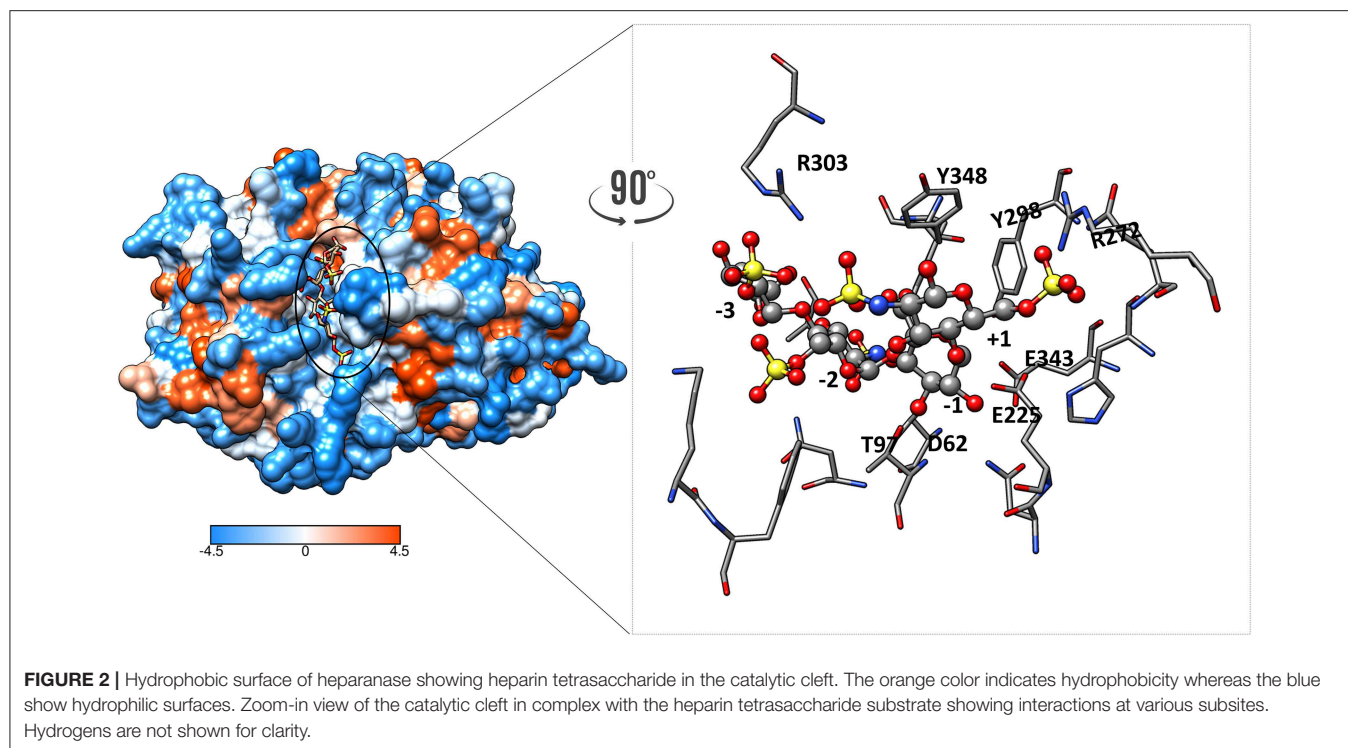 R303
90°
Y348
Y298
R272
-3
+1
-2
E343
-1
E225
T97
D62
-4.5
0
4.5
FIGURE 2 | Hydrophobic surface of heparanase showing heparin tetrasaccharide in the catalytic cleft. The orange color indicates hydrophobicity whereas the blue
show hydrophilic surfaces. Zoom-in view of the catalytic cleft in complex with the heparin tetrasaccharide substrate showing interactions at various subsites.
Hydrogens are not shown for clarity.